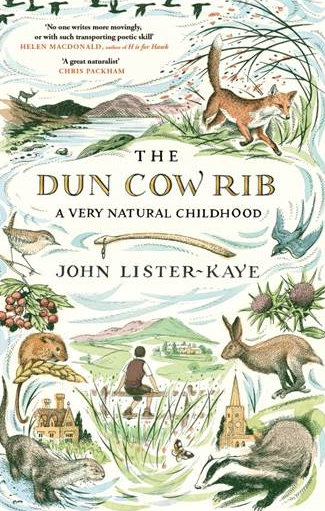 'No one writes more movingly,
or with such transporting poetic skill'
HELEN MACDONALD, author of H is for Hawk
'A great naturalist'
CHRIS PACKHAM
THE
DUN COW RIB
A VERY NATURAL CHILDHOOD
JOHN LISTER-KAYE